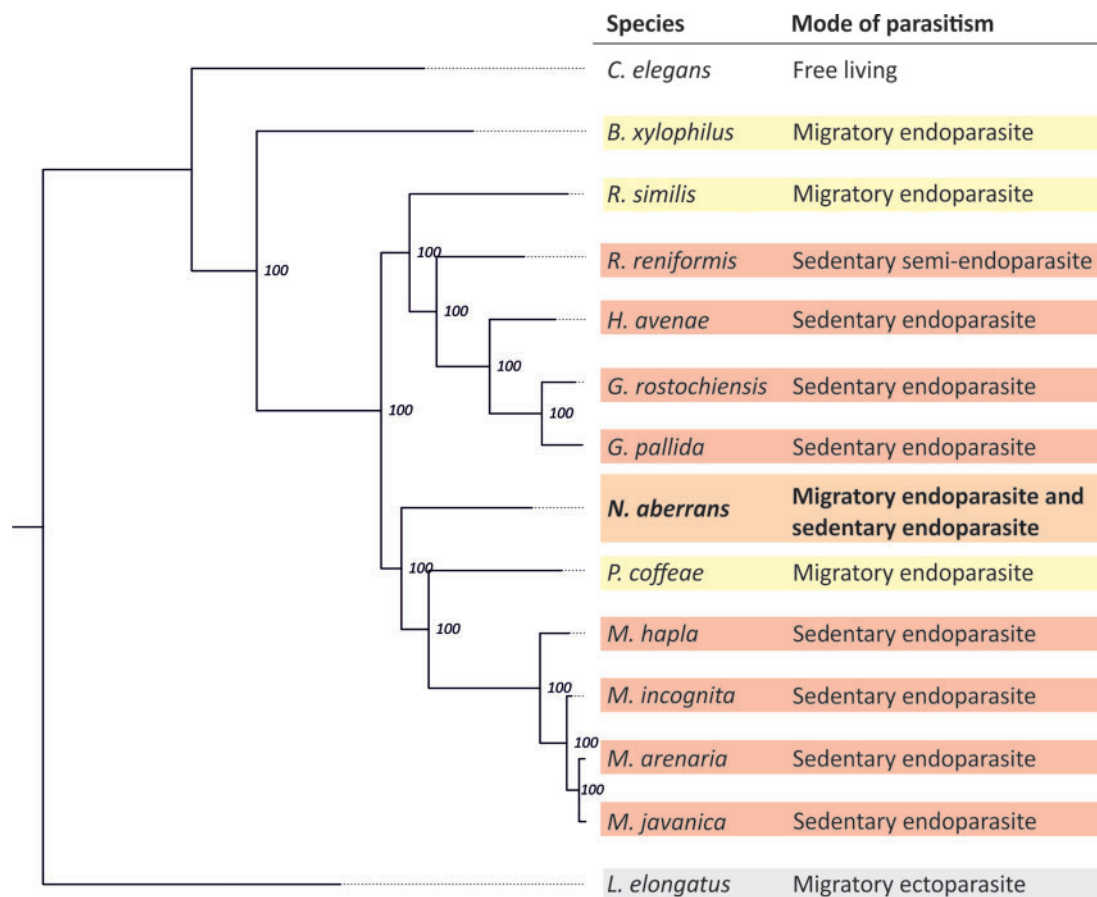 Species Mode of parasitism
C. elegans Free living
B. xylophilus Migratory endoparasite
R. similis Migratory endoparasite
100
R. reniformis Sedentary semi-endoparasite
100
100
H. avenae Sedentary endoparasite
100
G. rostochiensis Sedentary endoparasite
100
100
G. pallida Sedentary endoparasite
N. aberrans Migratory endoparasite and
sedentary endoparasite
100
P. coffeae Migratory endoparasite
100
M. hapla Sedentary endoparasite
100
M. incognita Sedentary endoparasite
100
M. arenaria Sedentary endoparasite
100
M. javanica Sedentary endoparasite
L. elongatus Migratory ectoparasite